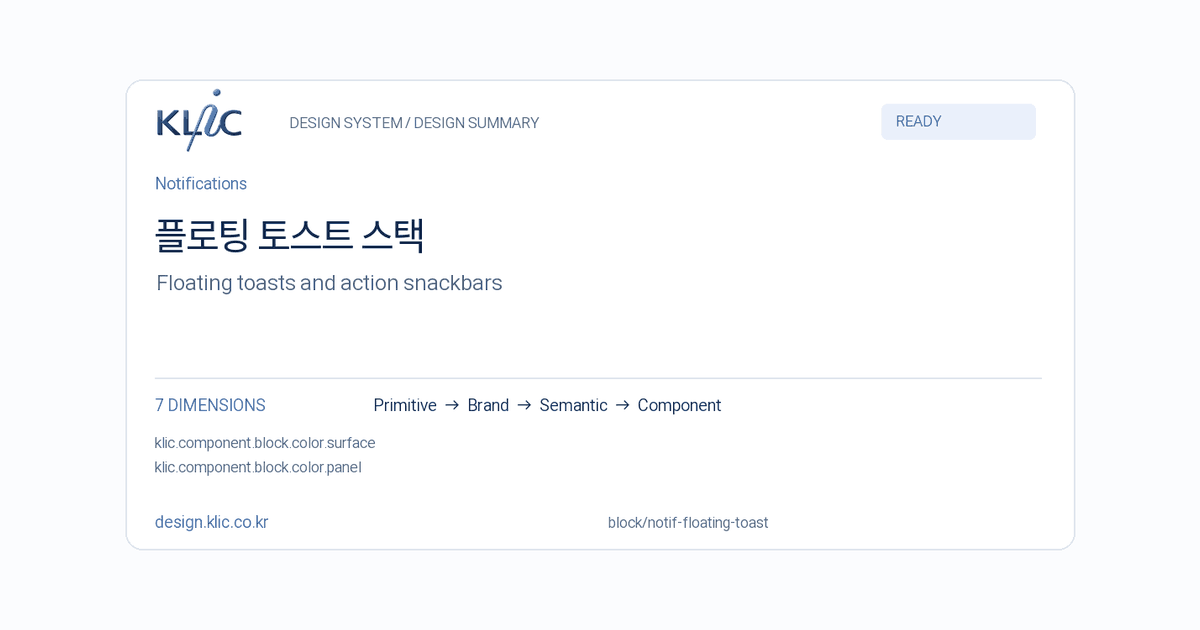 KLiC
DESIGN SYSTEM / DESIGN SUMMARY
READY
Notifications
플로팅 토스트 스택
Floating toasts and action snackbars
7 DIMENSIONS
Primitive → Brand → Semantic → Component
klic.component.block.color.surface
klic.component.block.color.panel
design.klic.co.kr
block/notif-floating-toast